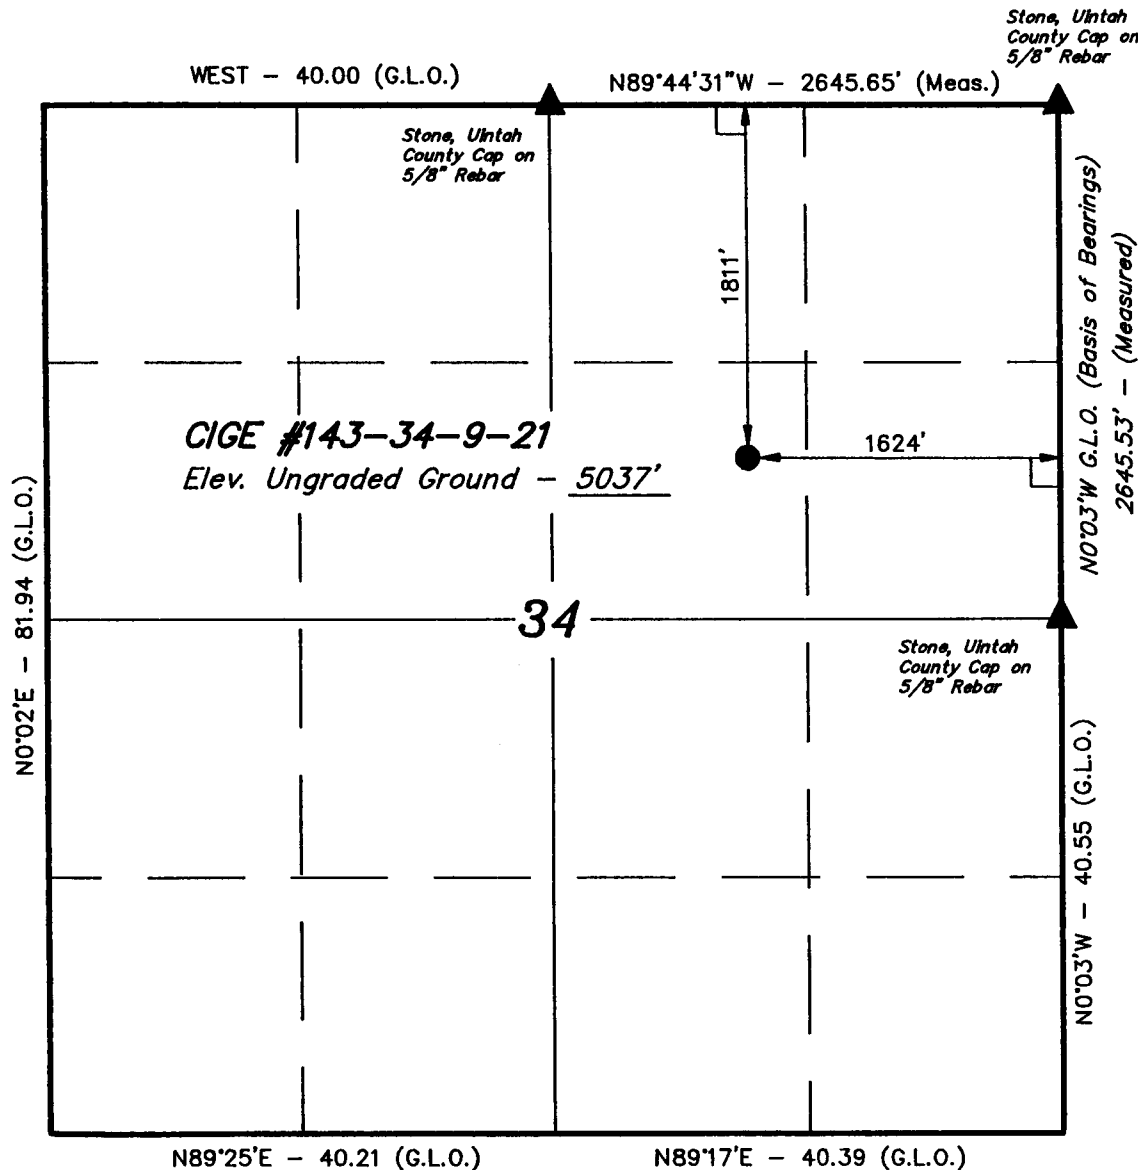 Stone, Uintah
County Cap on
5/8" Rebar
WEST – 40.00 (G.L.O.)
N89°44'31"W – 2645.65' (Meas.)
Stone, Uintah
County Cap on
5/8" Rebar
1811'
N0°03'W G.L.O. (Basis of Bearings)
2645.53' – (Measured)
CIGE #143-34-9-21
Elev. Ungraded Ground – 5037'
1624'
N0°02'E – 81.94 (G.L.O.)
34
Stone, Uintah
County Cap on
5/8" Rebar
N0°03'W – 40.55 (G.L.O.)
N89°25'E – 40.21 (G.L.O.)
N89°17'E – 40.39 (G.L.O.)